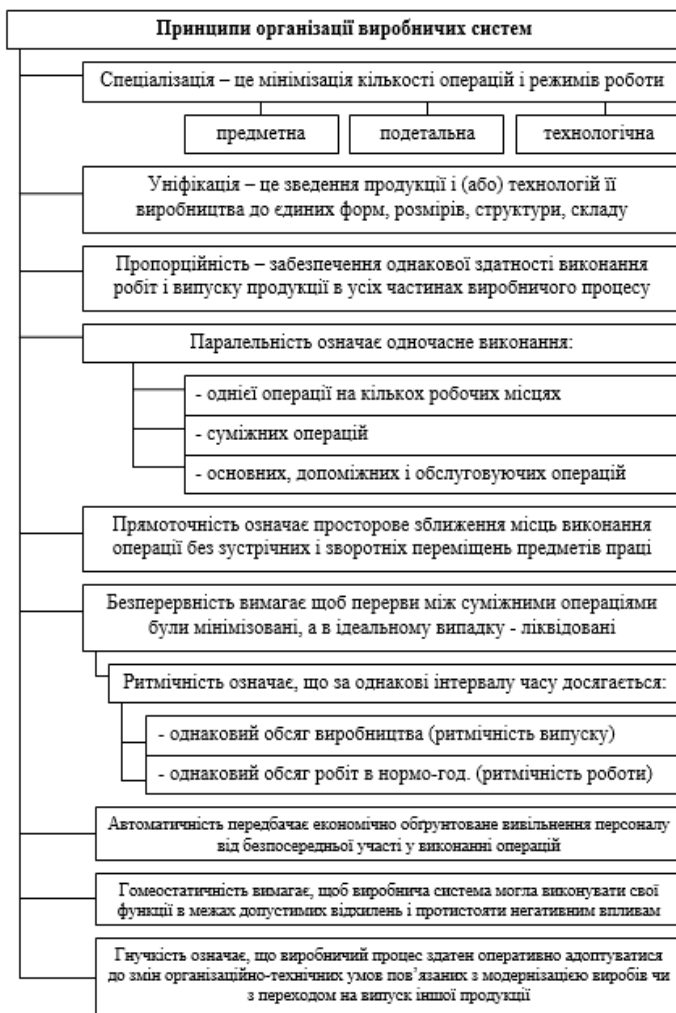 Принципи організації виробничих систем
Спеціалізація – це мінімізація кількості операцій і режимів роботи
предметна
подетальна
технологічна
Уніфікація – це зведення продукції і (або) технологій її
виробництва до єдиних форм, розмірів, структури, складу
Пропорційність – забезпечення однакової здатності виконання
робіт і випуску продукції в усіх частинах виробничого процесу
Паралельність означає одночасне виконання:
- однієї операції на кількох робочих місцях
- суміжних операцій
- основних, допоміжних і обслуговуючих операцій
Прямоточність означає просторове зближення місць виконання
операції без зустрічних і зворотніх переміщень предметів праці
Безперервність вимагає щоб перерви між суміжними операціями
були мінімізовані, а в ідеальному випадку - ліквідовані
Ритмічність означає, що за однакові інтервалу часу досягається:
- однаковий обсяг виробництва (ритмічність випуску)
- однаковий обсяг робіт в нормо-год. (ритмічність роботи)
Автоматичність передбачає економічно обґрунтоване вивільнення персоналу
від безпосередньої участі у виконанні операцій
Гомеостатичність вимагає, щоб виробнича система могла виконувати свої
функції в межах допустимих відхилень і протистояти негативним впливам
Гнучкість означає, що виробничий процес здатен оперативно адоптуватися
до змін організаційно-технічних умов пов’язаних з модернізацією виробів чи
з переходом на випуск іншої продукції